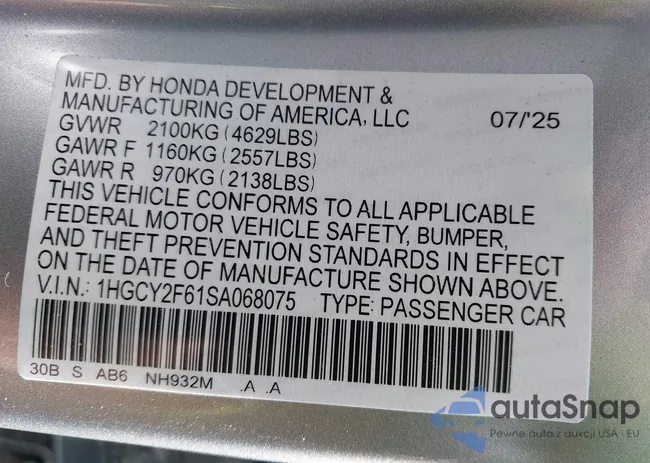 MFD. BY HONDA DEVELOPMENT &
MANUFACTURING OF AMERICA, LLC 07/'25
GVWR 2100KG (4629LBS)
GAWR F 1160KG (2557LBS)
GAWR R 970KG (2138LBS)
THIS VEHICLE CONFORMS TO ALL APPLICABLE
FEDERAL MOTOR VEHICLE SAFETY, BUMPER,
AND THEFT PREVENTION STANDARDS IN EFFECT
ON THE DATE OF MANUFACTURE SHOWN ABOVE.
V.I.N.: 1HGCY2F61SA068075 TYPE: PASSENGER CAR
30B S AB6 NH932M .A .A
autaSnap
Pewne auta z aukcji USA · EU